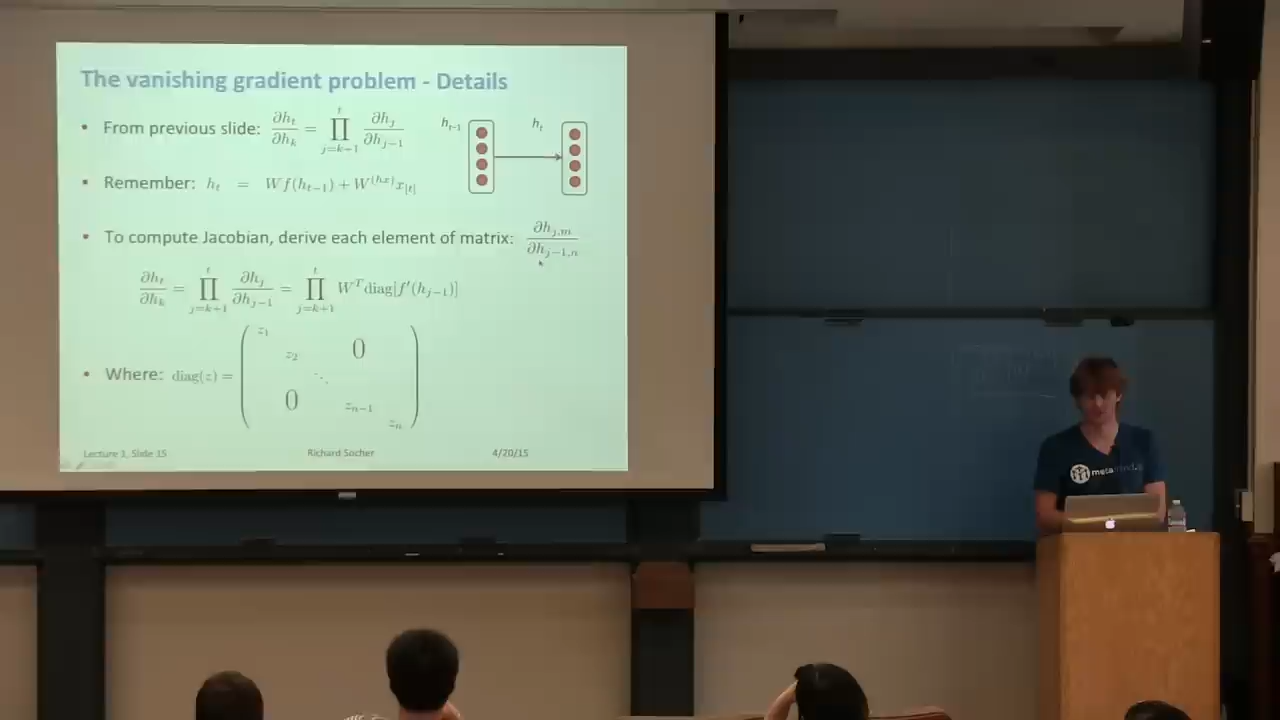 The vanishing gradient problem - Details
• From previous slide: ∂h_t/∂h_k = ∏_{j=k+1}^{t} ∂h_j/∂h_{j−1}
h_{t-1} h_t
• Remember: h_t = Wf(h_{t−1}) + W^{(hx)}x_{[t]}
• To compute Jacobian, derive each element of matrix: ∂h_{j,m}/∂h_{j−1,n}
∂h_t/∂h_k = ∏_{j=k+1}^{t} ∂h_j/∂h_{j−1} = ∏_{j=k+1}^{t} W^T diag[f′(h_{j−1})]
• Where: diag(z) =
z_1
z_2 0
⋱
0 z_{n−1}
z_n
Lecture 1, Slide 15 Richard Socher 4/20/15
meta